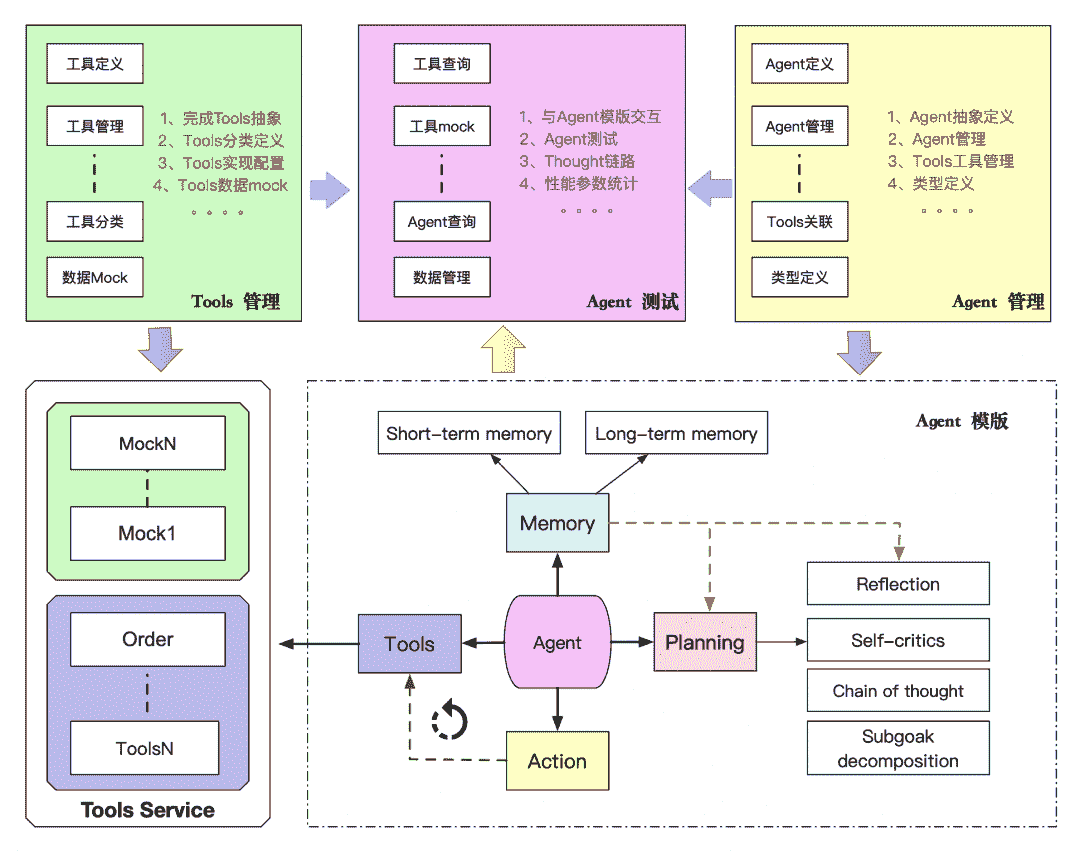 工具定义
工具管理
工具分类
数据Mock
1、完成Tools抽象
2、Tools分类定义
3、Tools实现配置
4、Tools数据mock
。。。。
Tools 管理
工具查询
工具mock
Agent查询
数据管理
1、与Agent模版交互
2、Agent测试
3、Thought链路
4、性能参数统计
。。。。
Agent 测试
Agent定义
Agent管理
Tools关联
类型定义
1、Agent抽象定义
2、Agent管理
3、Tools工具管理
4、类型定义
。。。。
Agent 管理
MockN
Mock1
Order
ToolsN
Tools Service
Agent 模版
Short-term memory
Long-term memory
Memory
Tools
Agent
Planning
Action
Reflection
Self-critics
Chain of thought
Subgoak
decomposition